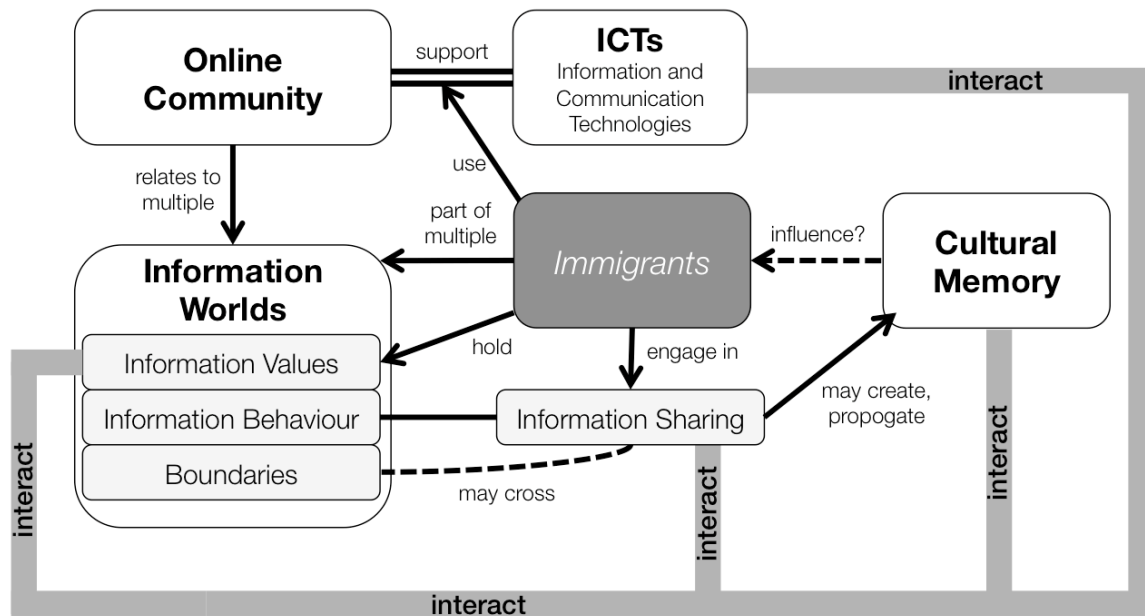 Online
Community
support
ICTs
Information and
Communication
Technologies
interact
relates to
multiple
use
part of
multiple
Immigrants
influence?
Cultural
Memory
Information
Worlds
hold
engage in
Information Values
Information Behaviour
Boundaries
Information Sharing
may create,
propogate
may cross
interact
interact
interact
interact